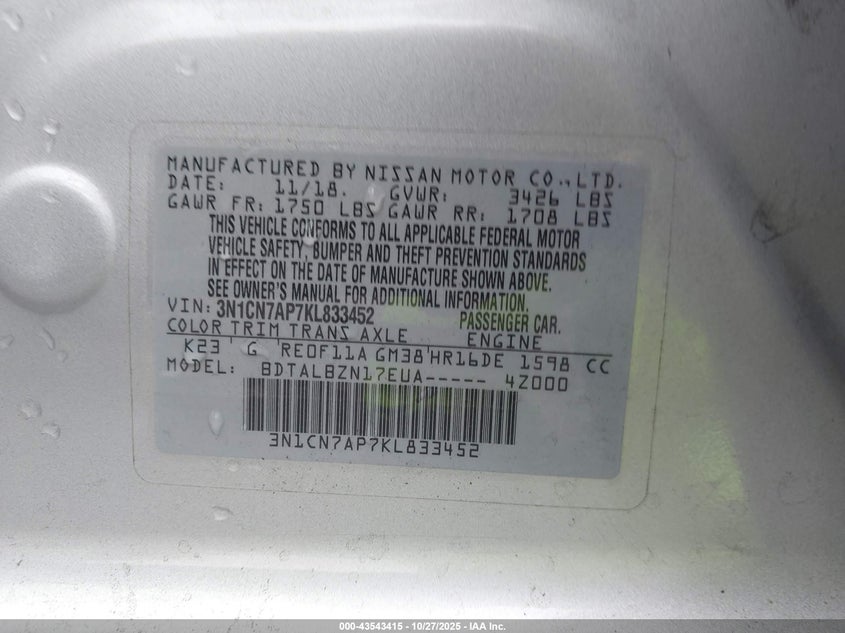 MANUFACTURED BY NISSAN MOTOR CO., LTD.
DATE: 11/18. GVWR: 3426 LBS
GAWR FR: 1750 LBS GAWR RR: 1708 LBS
THIS VEHICLE CONFORMS TO ALL APPLICABLE FEDERAL MOTOR
VEHICLE SAFETY, BUMPER AND THEFT PREVENTION STANDARDS
IN EFFECT ON THE DATE OF MANUFACTURE SHOWN ABOVE.
SEE OWNER'S MANUAL FOR ADDITIONAL INFORMATION.
VIN: 3N1CN7AP7KL833452 PASSENGER CAR.
COLOR TRIM TRANS AXLE ENGINE
K23 G RE0F11A GM38 HR16DE 1598 CC
MODEL: BDTALBZN17EUA----- 4Z000
3N1CN7AP7KL833452
000-43543415 - 10/27/2025 - IAA Inc.